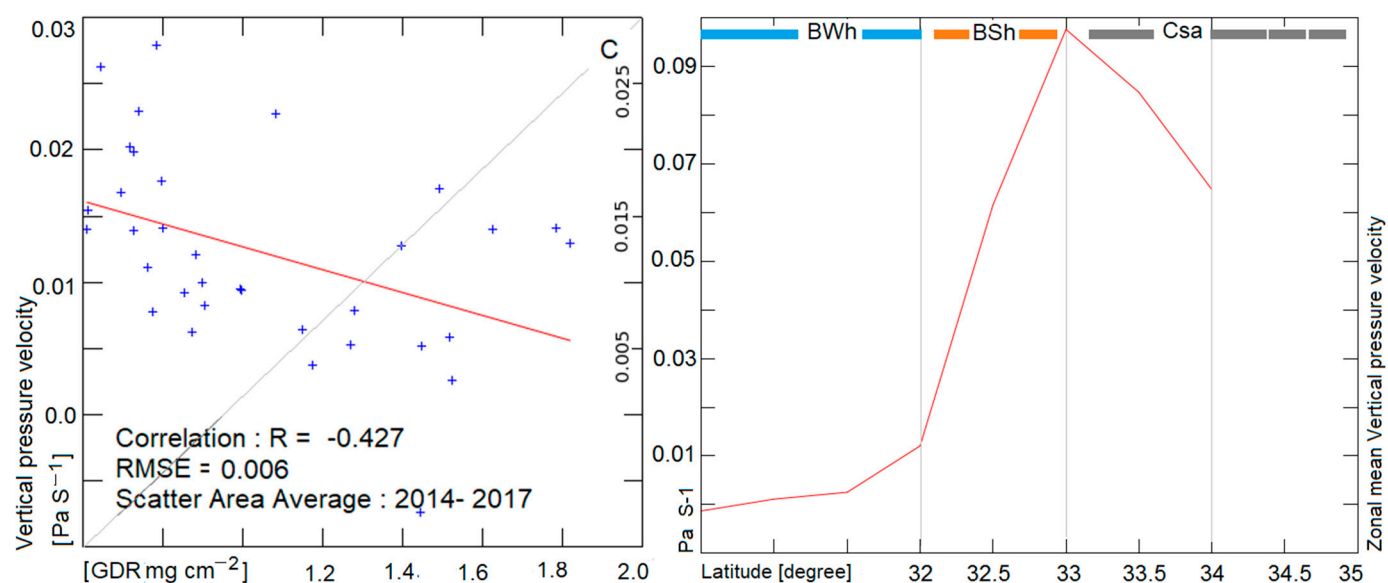 0.03
0.02
0.01
0.0
Vertical pressure velocity
[Pa S−1]
C
0.025
0.015
0.005
Correlation : R = -0.427
RMSE = 0.006
Scatter Area Average : 2014- 2017
[GDR mg cm−2]
1.2
1.4
1.6
1.8
2.0
BWh
BSh
Csa
0.09
0.07
0.05
0.03
0.01
Pa S-1
Zonal mean Vertical pressure velocity
Latitude [degree]
32
32.5
33
33.5
34
34.5
35